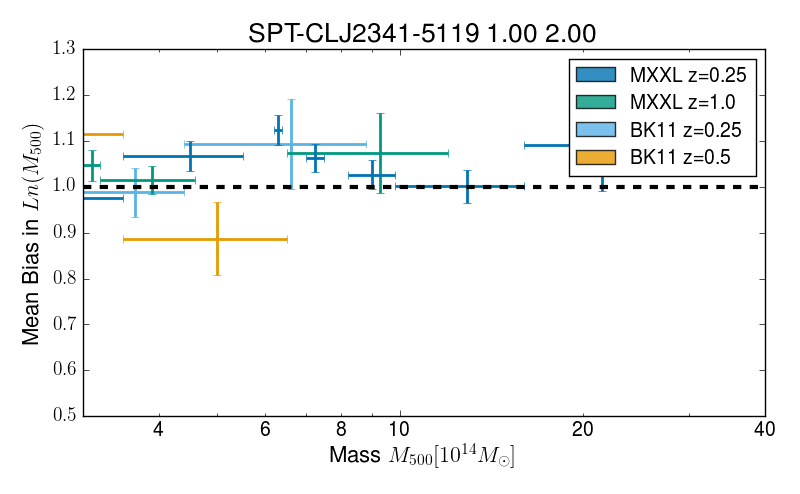 SPT-CLJ2341-5119 1.00 2.00
1.3
1.2
1.1
1.0
0.9
0.8
0.7
0.6
0.5
Mean Bias in Ln(M500)
MXXL z=0.25
MXXL z=1.0
BK11 z=0.25
BK11 z=0.5
4 6 8 10 20 40
Mass M500[10^14 M⊙]